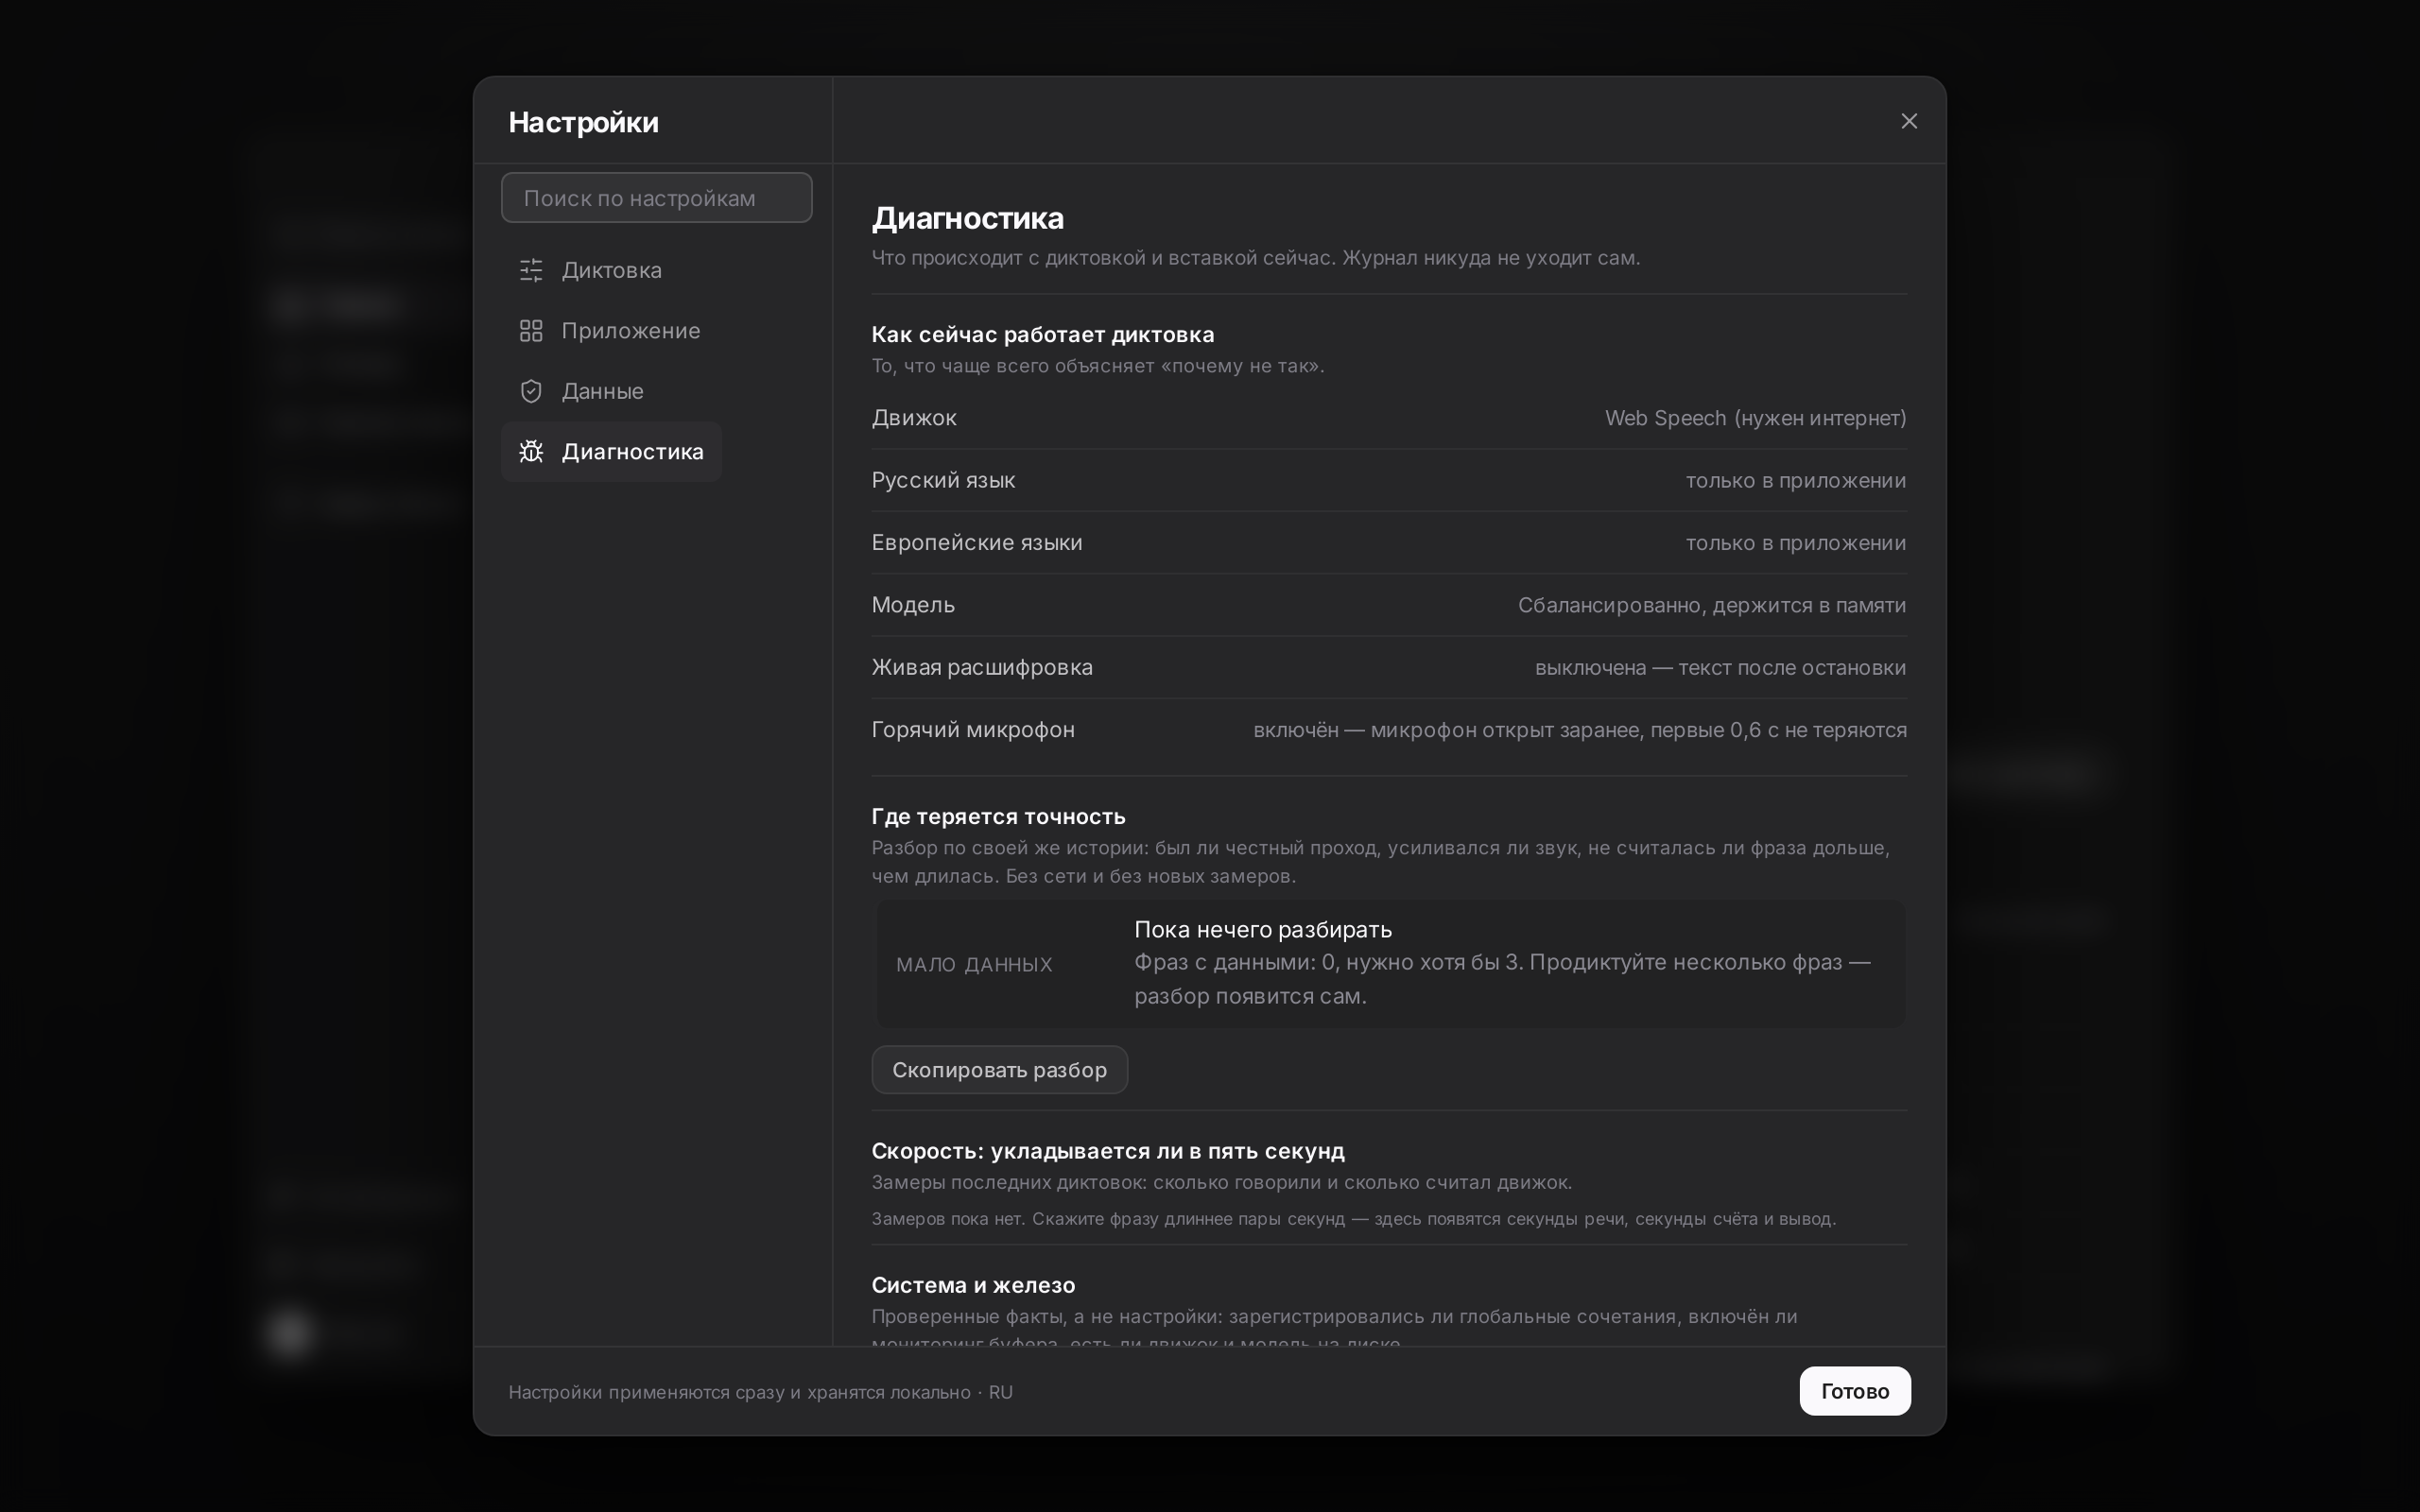 Настройки
Поиск по настройкам
Диктовка
Приложение
Данные
Диагностика
Диагностика
Что происходит с диктовкой и вставкой сейчас. Журнал никуда не уходит сам.
Как сейчас работает диктовка
То, что чаще всего объясняет «почему не так».
Движок Web Speech (нужен интернет)
Русский язык только в приложении
Европейские языки только в приложении
Модель Сбалансированно, держится в памяти
Живая расшифровка выключена — текст после остановки
Горячий микрофон включён — микрофон открыт заранее, первые 0,6 с не теряются
Где теряется точность
Разбор по своей же истории: был ли честный проход, усиливался ли звук, не считалась ли фраза дольше,
чем длилась. Без сети и без новых замеров.
МАЛО ДАННЫХ
Пока нечего разбирать
Фраз с данными: 0, нужно хотя бы 3. Продиктуйте несколько фраз —
разбор появится сам.
Скопировать разбор
Скорость: укладывается ли в пять секунд
Замеры последних диктовок: сколько говорили и сколько считал движок.
Замеров пока нет. Скажите фразу длиннее пары секунд — здесь появятся секунды речи, секунды счёта и вывод.
Система и железо
Проверенные факты, а не настройки: зарегистрировались ли глобальные сочетания, включён ли
мониторинг буфера, есть ли движок и модель на диске.
Настройки применяются сразу и хранятся локально · RU
Готово